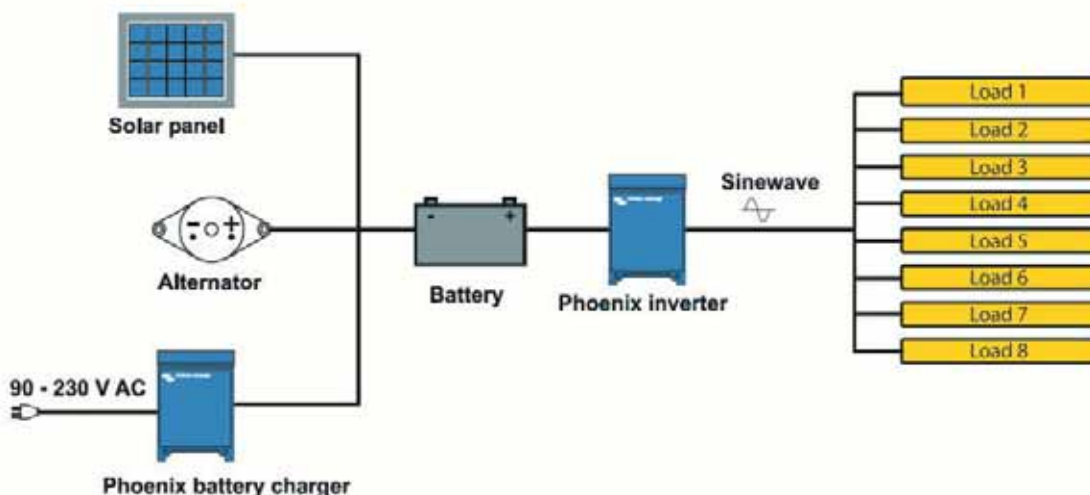 Solar panel
Alternator
90 - 230 V AC
Phoenix battery charger
- +
Battery
Phoenix inverter
Sinewave
Load 1
Load 2
Load 3
Load 4
Load 5
Load 6
Load 7
Load 8